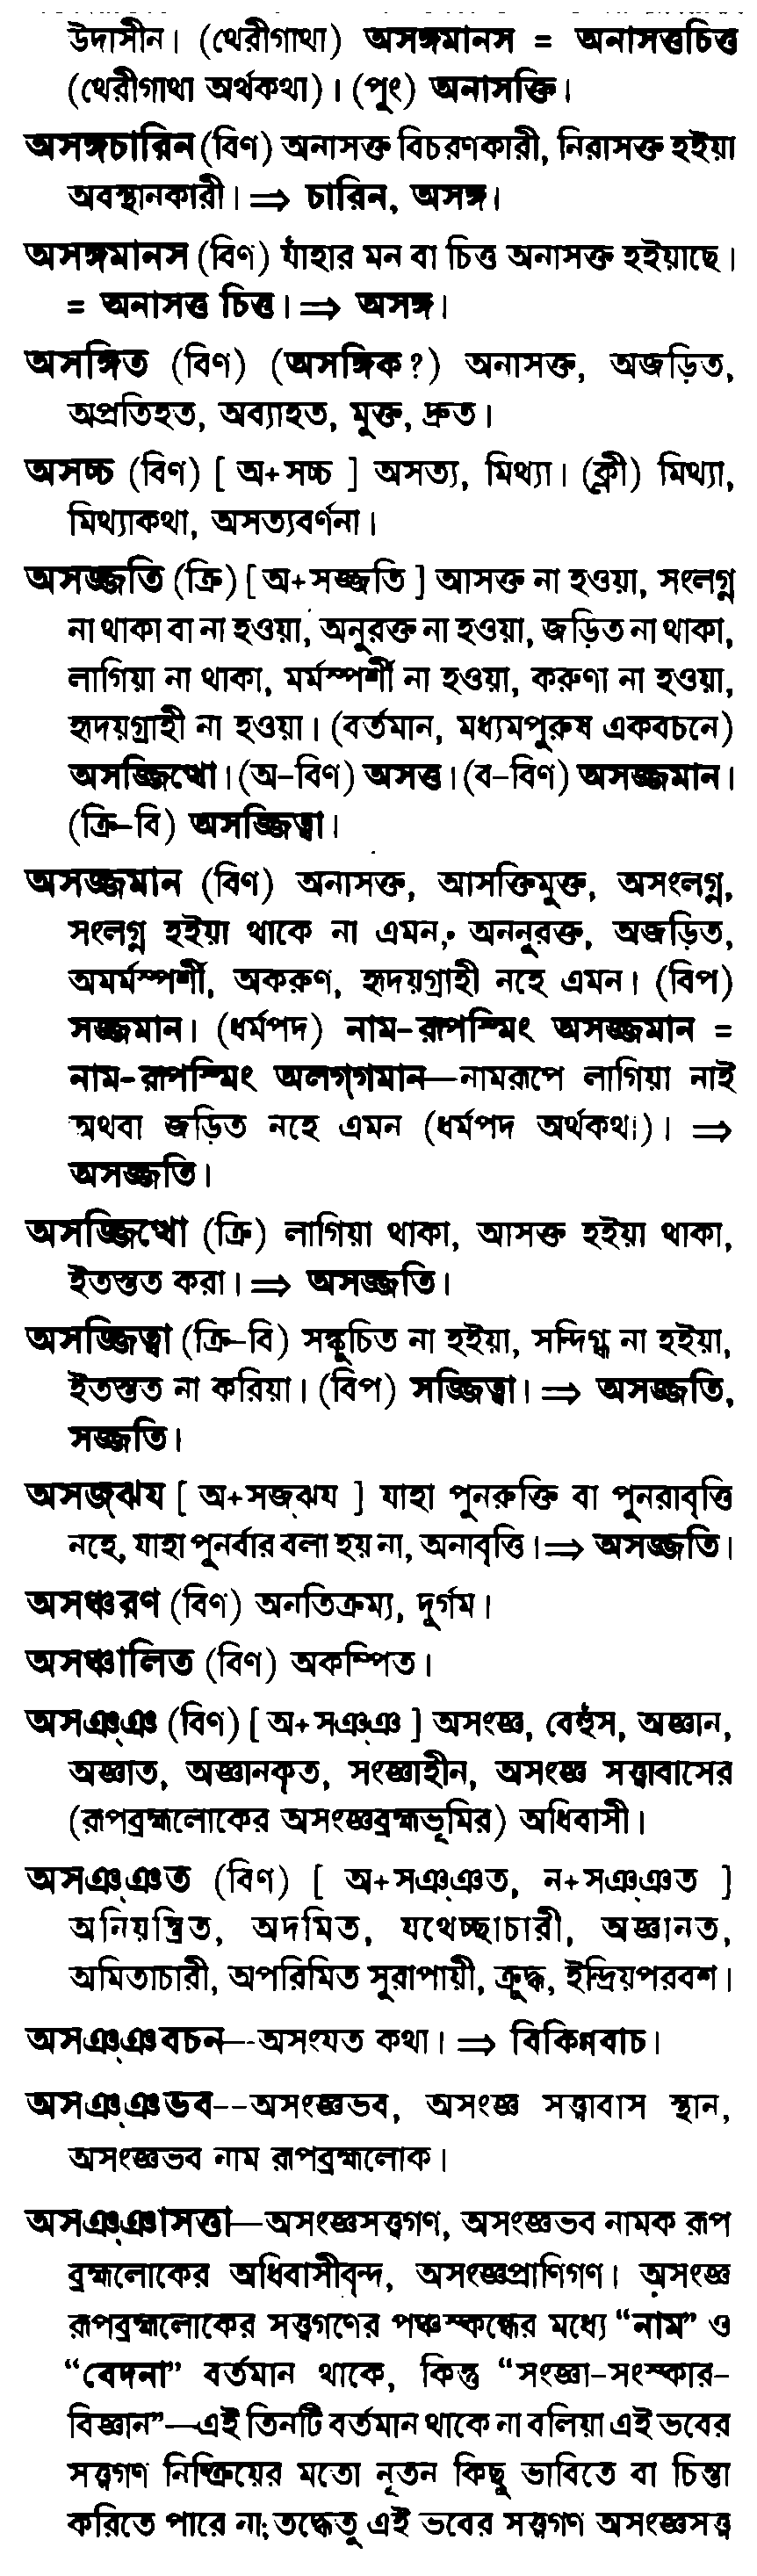 উদাসীন। (থেরীগাথা) অসঙ্গমানস = অনাসত্তচিত্ত
(থেরীগাথা অর্থকথা)। (পুং) অনাসক্তি।
অসঙ্গচারিন (বিণ) অনাসক্ত বিচরণকারী, নিরাসক্ত হইয়া
অবস্থানকারী। ⇒ চারিন, অসঙ্গ।
অসঙ্গমানস (বিণ) যাঁহার মন বা চিত্ত অনাসক্ত হইয়াছে।
= অনাসত্ত চিত্ত। ⇒ অসঙ্গ।
অসঙ্গিত (বিণ) (অসঙ্গিক?) অনাসক্ত, অজড়িত,
অপ্রতিহত, অব্যাহত, মুক্ত, দ্রুত।
অসচ্চ (বিণ) [ অ+সচ্চ ] অসত্য, মিথ্যা। (ক্লী) মিথ্যা,
মিথ্যাকথা, অসত্যবর্ণনা।
অসজ্জতি (ক্রি) [ অ+সজ্জতি ] আসক্ত না হওয়া, সংলগ্ন
না থাকা বা না হওয়া, অনুরক্ত না হওয়া, জড়িত না থাকা,
লাগিয়া না থাকা, মর্মস্পর্শী না হওয়া, করুণা না হওয়া,
হৃদয়গ্রাহী না হওয়া। (বর্তমান, মধ্যমপুরুষ একবচনে)
অসজ্জিত্থো। (অ-বিণ) অসত্ত। (ব-বিণ) অসজ্জমান।
(ক্রি-বি) অসজ্জিত্বা।
অসজ্জমান (বিণ) অনাসক্ত, আসক্তিমুক্ত, অসংলগ্ন,
সংলগ্ন হইয়া থাকে না এমন, অননুরক্ত, অজড়িত,
অমর্মস্পর্শী, অকরুণ, হৃদয়গ্রাহী নহে এমন। (বিপ)
সজ্জমান। (ধর্মপদ) নাম-রূপস্মিং অসজ্জমান =
নাম-রূপস্মিং অলগ্গমান—নামরূপে লাগিয়া নাই
অথবা জড়িত নহে এমন (ধর্মপদ অর্থকথা)। ⇒
অসজ্জতি।
অসজ্জিত্থো (ক্রি) লাগিয়া থাকা, আসক্ত হইয়া থাকা,
ইতস্তত করা। ⇒ অসজ্জতি।
অসজ্জিত্বা (ক্রি-বি) সঙ্কুচিত না হইয়া, সন্দিগ্ধ না হইয়া,
ইতস্তত না করিয়া। (বিপ) সজ্জিত্বা। ⇒ অসজ্জতি,
সজ্জতি।
অসজ্ঝয [ অ+সজ্ঝয ] যাহা পুনরুক্তি বা পুনরাবৃত্তি
নহে, যাহা পুনর্বার বলা হয় না, অনাবৃত্তি। ⇒ অসজ্জতি।
অসঞ্চরণ (বিণ) অনতিক্রম্য, দুর্গম।
অসঞ্চালিত (বিণ) অকম্পিত।
অসঞ্ঞ (বিণ) [ অ+সঞ্ঞ ] অসংজ্ঞ, বেহুঁস, অজ্ঞান,
অজ্ঞাত, অজ্ঞানকৃত, সংজ্ঞাহীন, অসংজ্ঞ সত্ত্বাবাসের
(রূপব্রহ্মলোকের অসংজ্ঞব্রহ্মভূমির) অধিবাসী।
অসঞ্ঞত (বিণ) [ অ+সঞ্ঞত, ন+সঞ্ঞত ]
অনিয়ন্ত্রিত, অদমিত, যথেচ্ছাচারী, অজ্ঞানত,
অমিতাচারী, অপরিমিত সুরাপায়ী, ক্রুদ্ধ, ইন্দ্রিয়পরবশ।
অসঞ্ঞবচন—অসংযত কথা। ⇒ বিকিণ্নবাচ।
অসঞ্ঞভব--অসংজ্ঞভব, অসংজ্ঞ সত্ত্বাবাস স্থান,
অসংজ্ঞভব নাম রূপব্রহ্মলোক।
অসঞ্ঞাসত্তা—অসংজ্ঞসত্ত্বগণ, অসংজ্ঞভব নামক রূপ
ব্রহ্মলোকের অধিবাসীবৃন্দ, অসংজ্ঞপ্রাণিগণ। অসংজ্ঞ
রূপব্রহ্মলোকের সত্ত্বগণের পঞ্চস্কন্ধের মধ্যে “নাম” ও
“বেদনা” বর্তমান থাকে, কিন্তু “সংজ্ঞা-সংস্কার-
বিজ্ঞান”—এই তিনটি বর্তমান থাকে না বলিয়া এই ভবের
সত্ত্বগণ নিষ্ক্রিয়ের মতো নূতন কিছু ভাবিতে বা চিন্তা
করিতে পারে না; তদ্ধেতু এই ভবের সত্ত্বগণ অসংজ্ঞসত্ত্ব